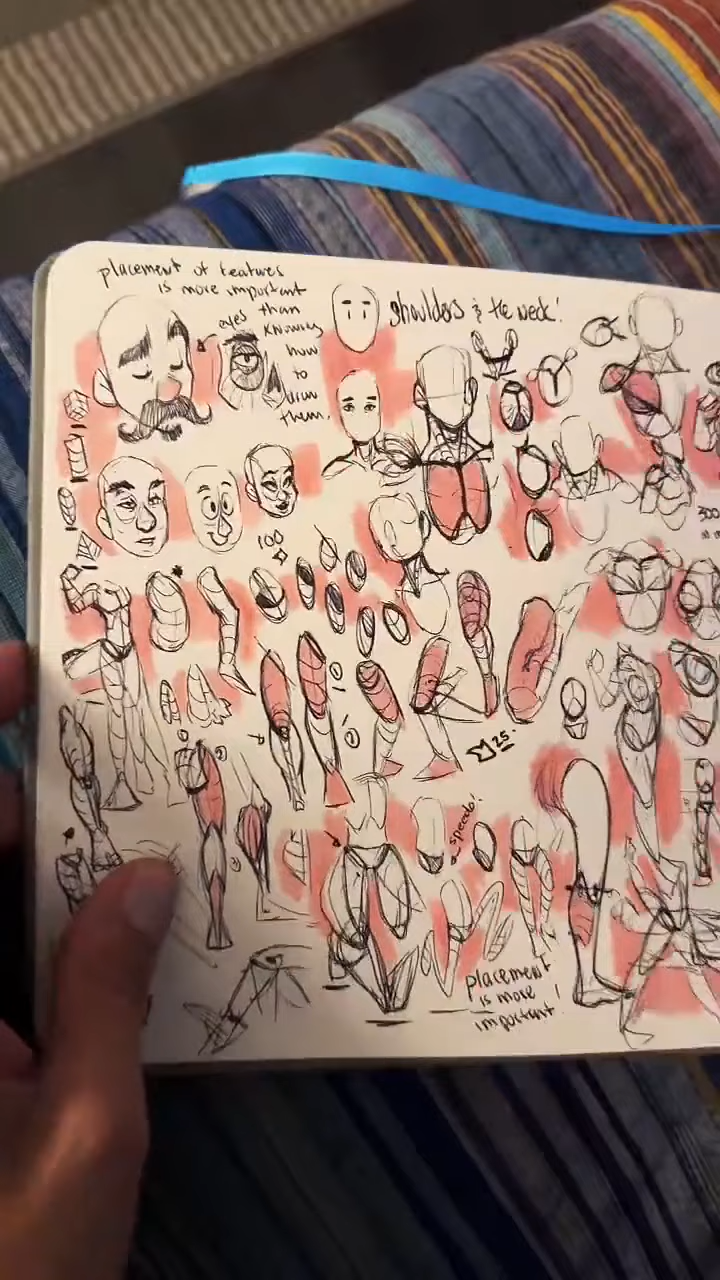 placement of features
is more important
eyes than
knowing
how
to
draw
them.
shoulders & the neck!
100
300
25
speedo!
placement
is more
important!